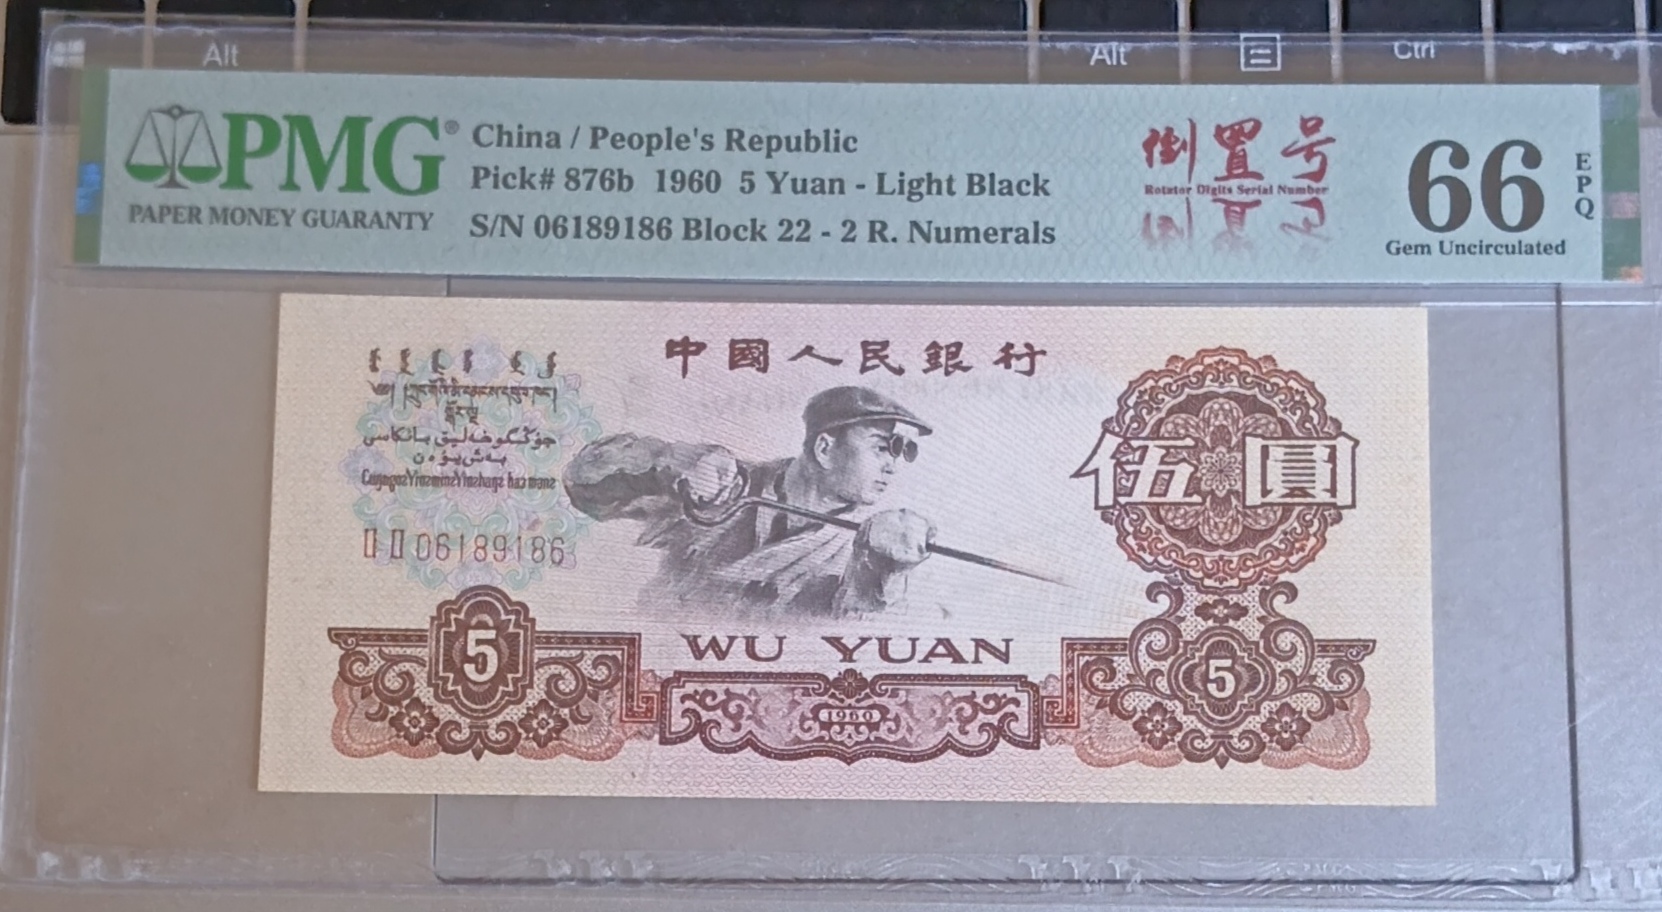 Alt
Alt
Ctrl
PMG®
PAPER MONEY GUARANTY
China / People's Republic
Pick# 876b 1960 5 Yuan - Light Black
S/N 06189186 Block 22 - 2 R. Numerals
倒置号
Rotator Digits Serial Number
66
EPQ
Gem Uncirculated
中國人民銀行
伍圓
II II 06189186
5
WU YUAN
5
1960